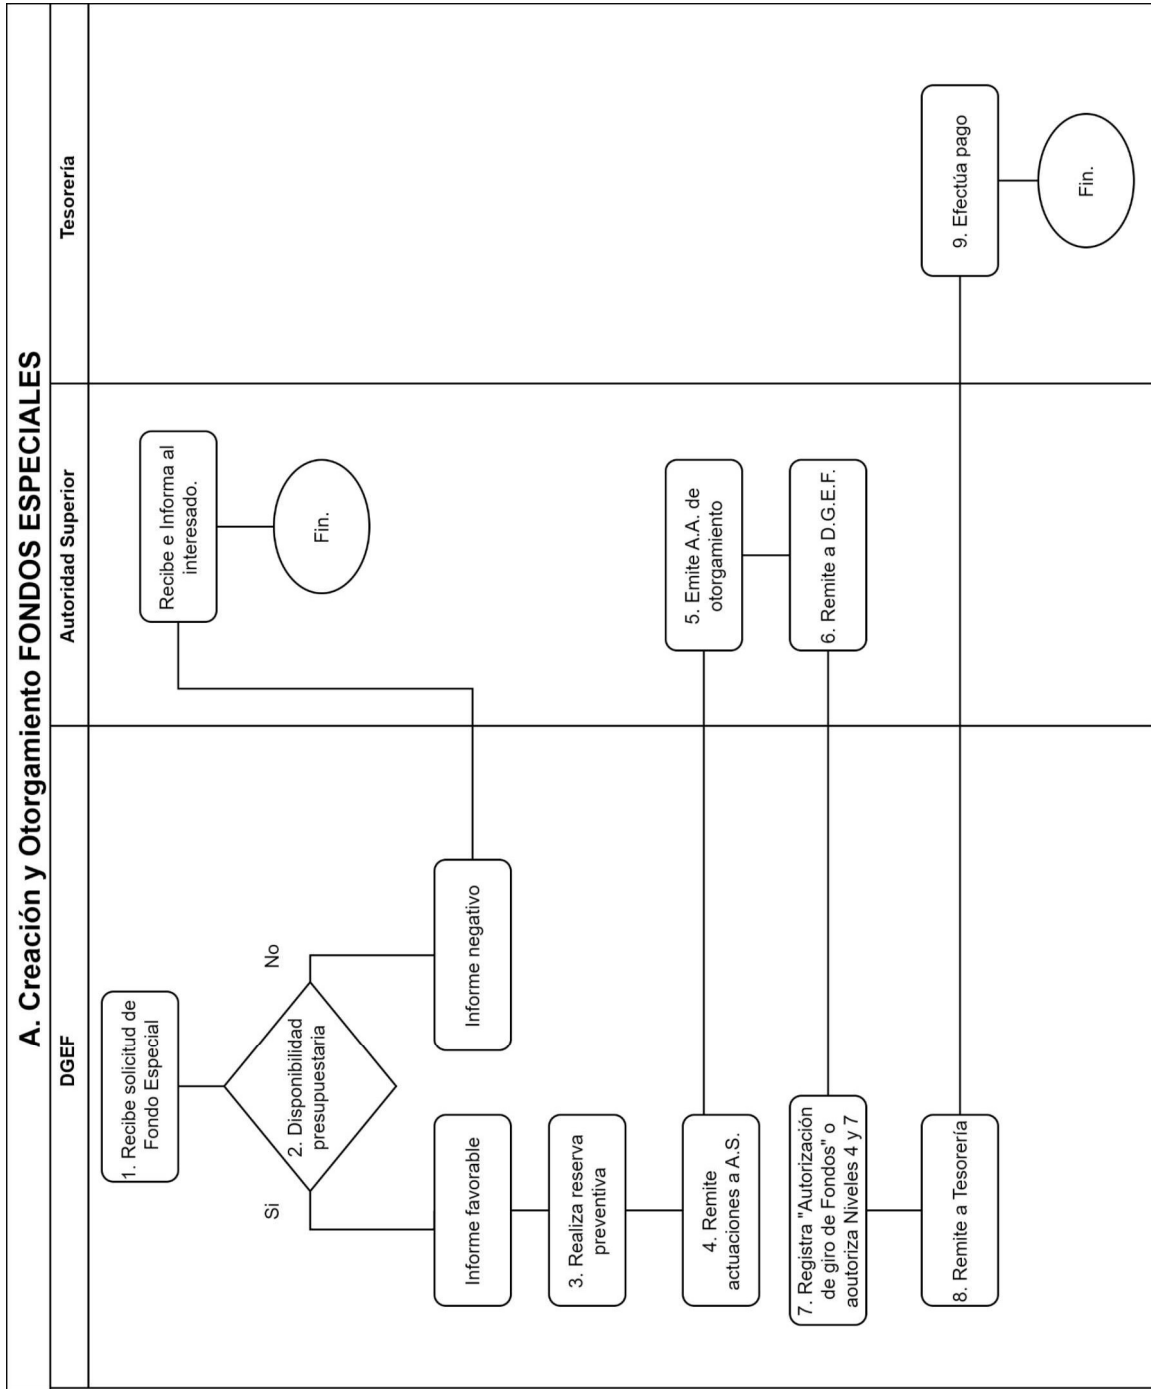 A. Creación y Otorgamiento FONDOS ESPECIALES
DGEF
Autoridad Superior
Tesorería
1. Recibe solicitud de
Fondo Especial
Recibe e Informa al
interesado.
2. Disponibilidad
presupuestaria
Si
No
Fin.
Informe favorable
Informe negativo
3. Realiza reserva
preventiva
4. Remite
actuaciones a A.S.
5. Emite A.A. de
otorgamiento
6. Remite a D.G.E.F.
7. Registra "Autorización
de giro de Fondos" o
aoutoriza Niveles 4 y 7
8. Remite a Tesorería
9. Efectúa pago
Fin.